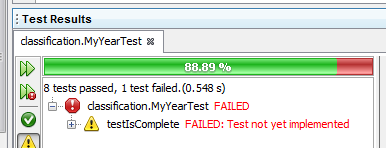 Test Results
classification.MyYearTest
88.89 %
8 tests passed, 1 test failed.(0.548 s)
classification.MyYearTest FAILED
testIsComplete FAILED: Test not yet implemented